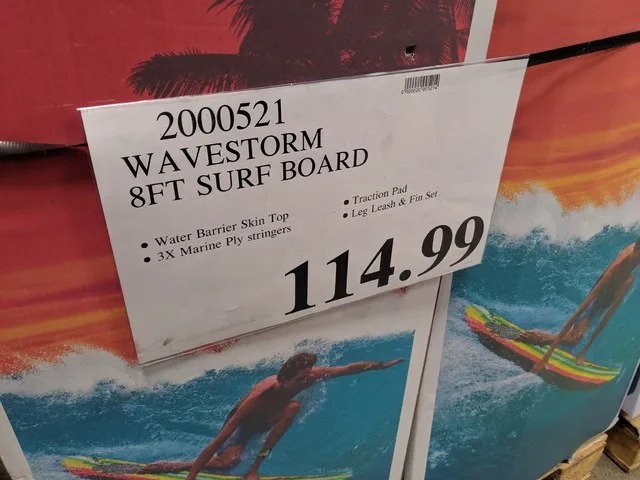 2000521
WAVESTORM
8FT SURF BOARD
• Water Barrier Skin Top
• 3X Marine Ply stringers
• Traction Pad
• Leg Leash & Fin Set
114.99